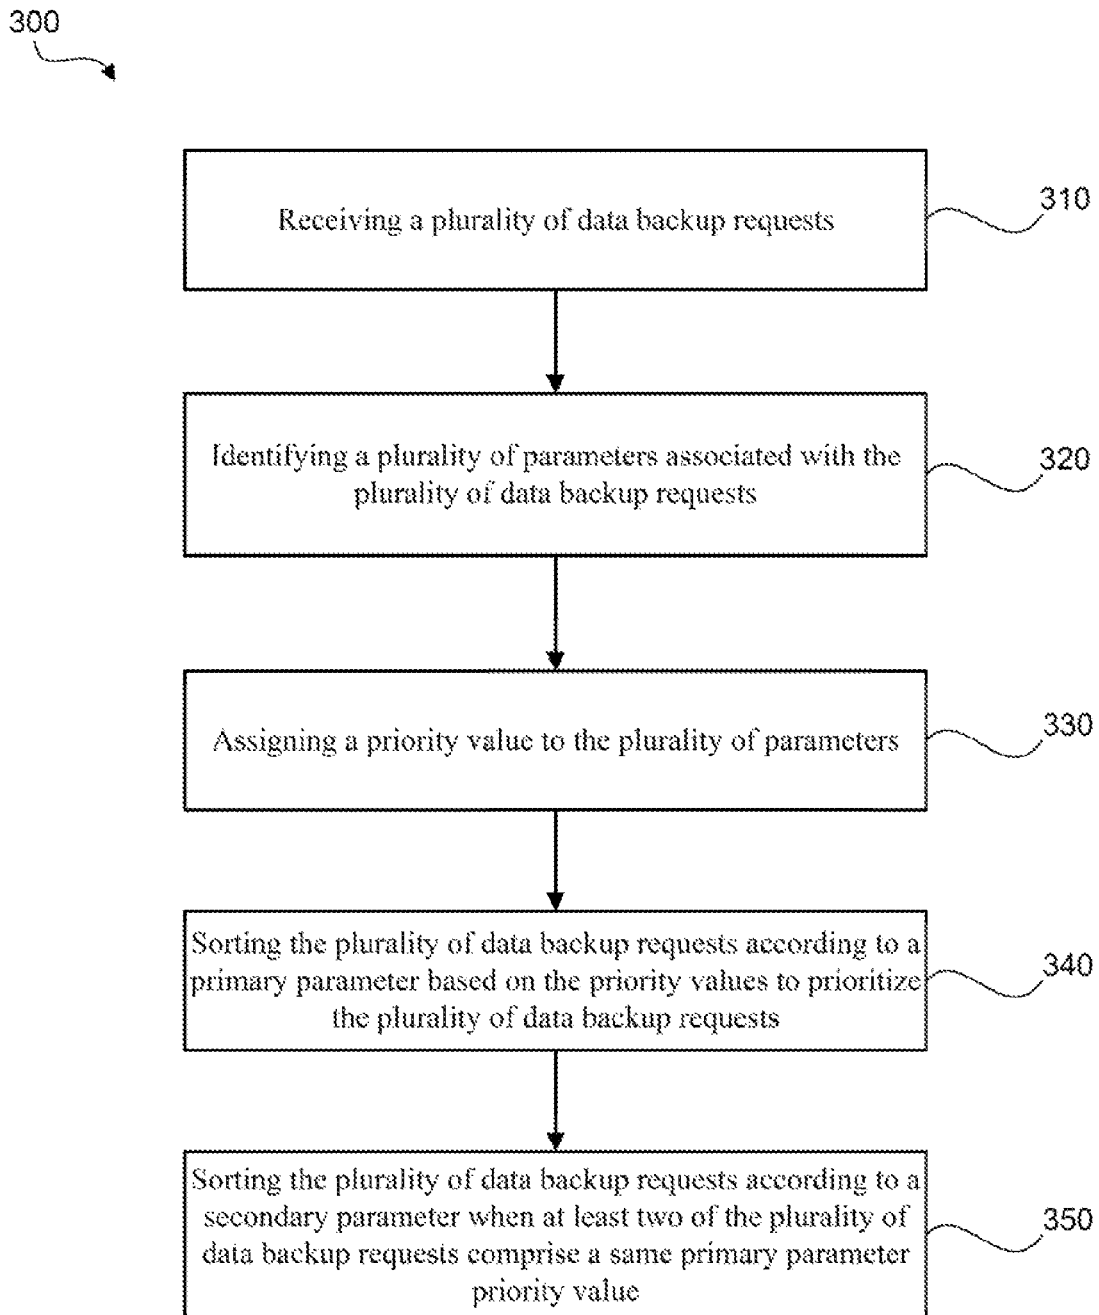 300
Receiving a plurality of data backup requests
310
Identifying a plurality of parameters associated with the
plurality of data backup requests
320
Assigning a priority value to the plurality of parameters
330
Sorting the plurality of data backup requests according to a
primary parameter based on the priority values to prioritize
the plurality of data backup requests
340
Sorting the plurality of data backup requests according to a
secondary parameter when at least two of the plurality of
data backup requests comprise a same primary parameter
priority value
350